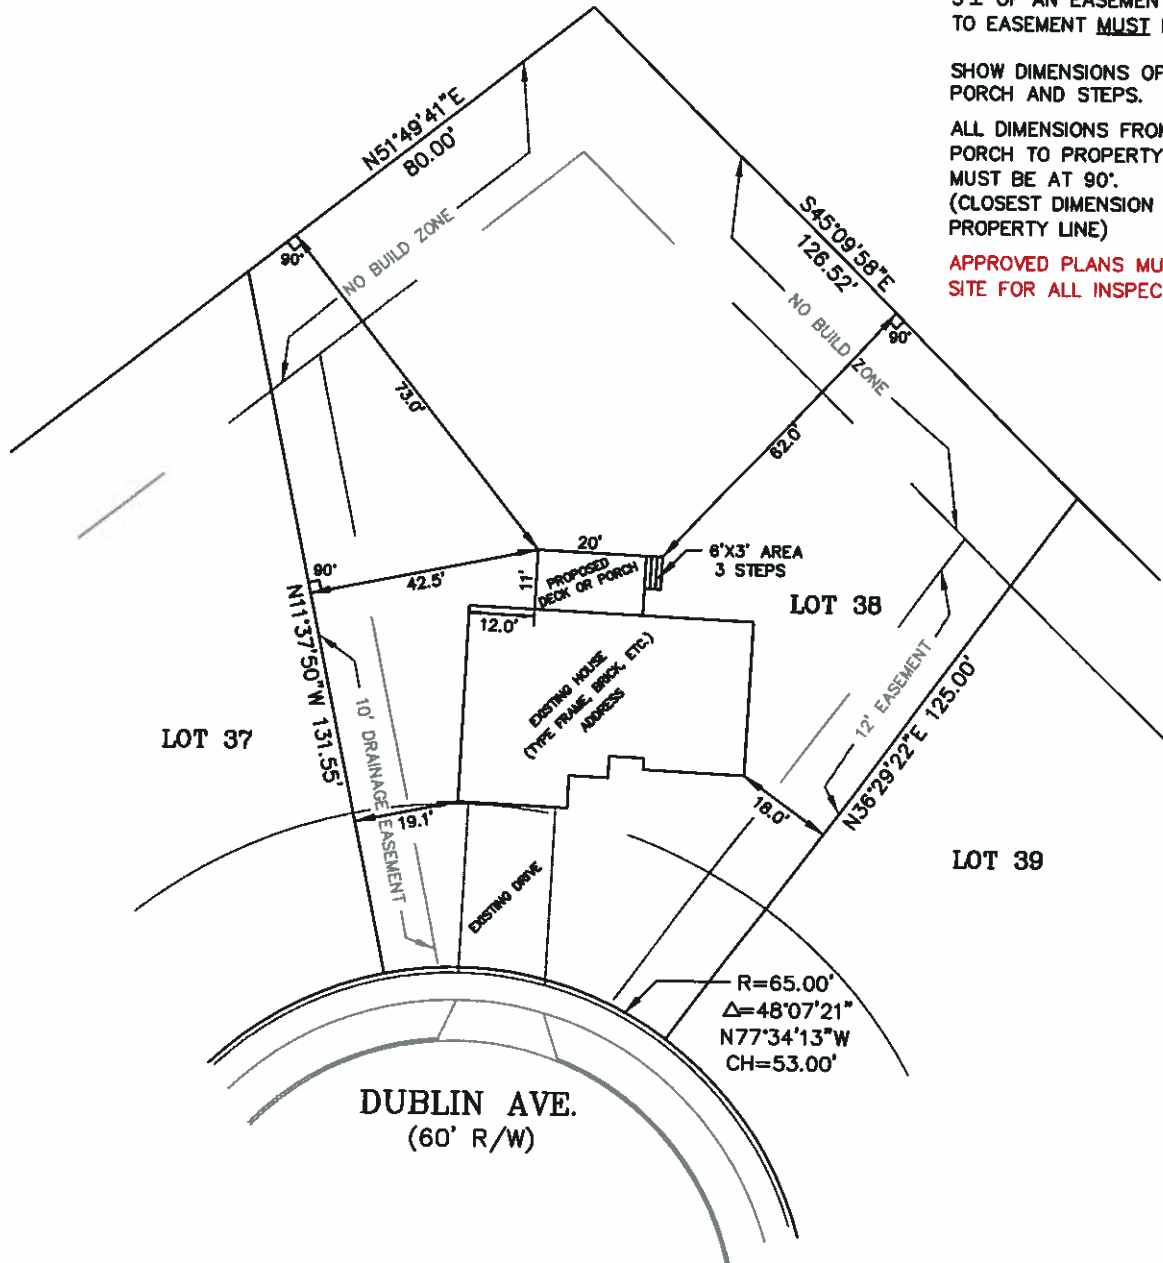 5'± OF AN EASEMENT
TO EASEMENT MUST
SHOW DIMENSIONS OF
PORCH AND STEPS.
ALL DIMENSIONS FROM
PORCH TO PROPERTY
MUST BE AT 90°.
(CLOSEST DIMENSION
PROPERTY LINE)
APPROVED PLANS
SITE FOR ALL
N51°49'41"E
80.00'
S45°09'58"E
126.52'
90°
NO BUILD ZONE
NO BUILD ZONE
90°
73.0'
62.0'
90°
42.5'
20'
11'
PROPOSED
DECK OR PORCH
6'X3' AREA
3 STEPS
12.0'
LOT 38
N11°37'50"W 131.55'
EXISTING HOUSE
(TYPE FRAME, BRICK, ETC.)
ADDRESS
LOT 37
10' DRAINAGE EASEMENT
12' EASEMENT
N36°29'22"E 125.00'
19.1'
18.0'
LOT 39
EXISTING DRIVE
R=65.00'
Δ=48°07'21"
N77°34'13"W
CH=53.00'
DUBLIN AVE.
(60' R/W)